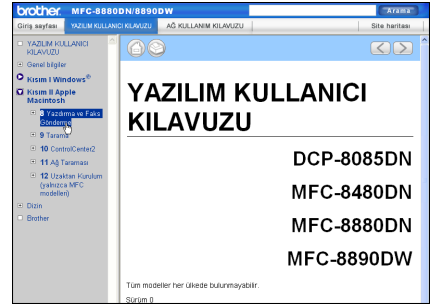 brother. MFC-8880DN/8890DW
Arama
Giriş sayfası YAZILIM KULLANICI KILAVUZU AĞ KULLANIM KILAVUZU Site haritası
YAZILIM KULLANICI
KILAVUZU
Genel bilgiler
Kısım I Windows®
Kısım II Apple
Macintosh
8 Yazdırma ve Faks
Gönderme
9 Tarama
10 ControlCenter2
11 Ağ Taraması
12 Uzaktan Kurulum
(yalnızca MFC
modelleri)
Dizin
Brother
YAZILIM KULLANICI
KILAVUZU
DCP-8085DN
MFC-8480DN
MFC-8880DN
MFC-8890DW
Tüm modeller her ülkede bulunmayabilir.
Sürüm 0